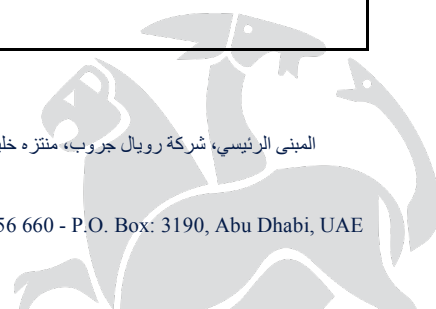 المبنى الرئيسي، شركة رويال جروب، منتزه
56 660 - P.O. Box: 3190, Abu Dhabi, UAE